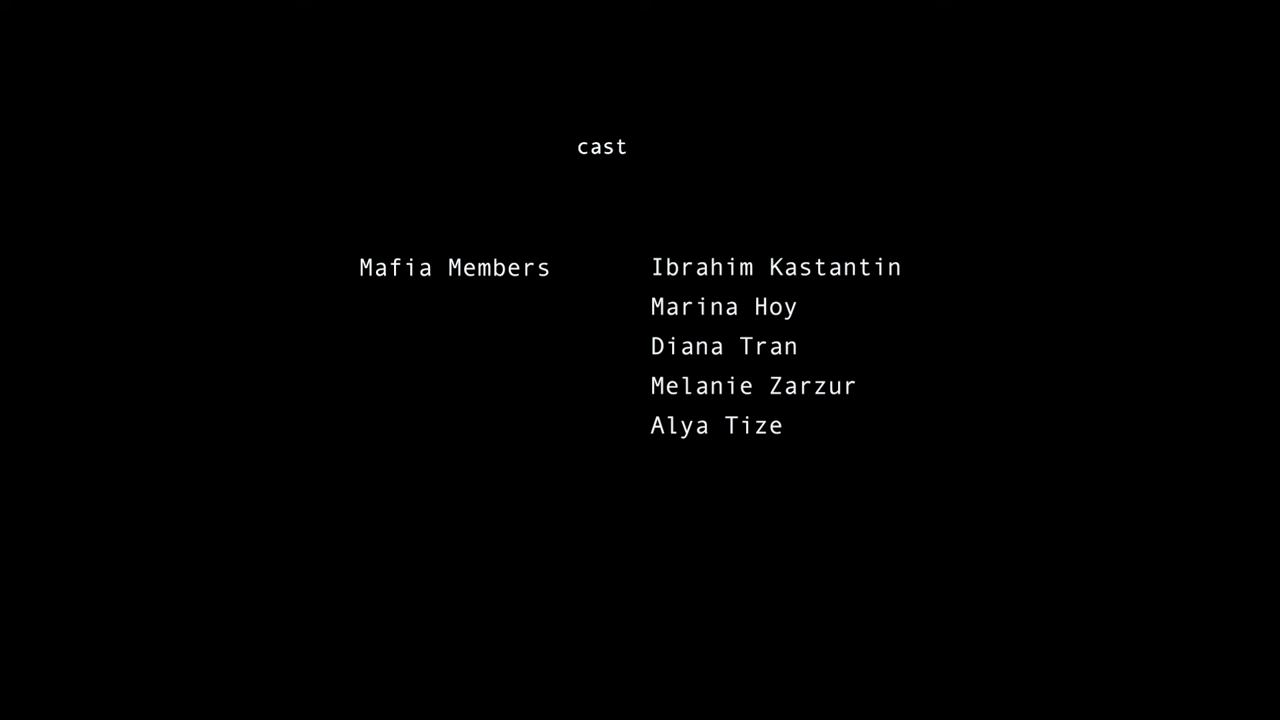 cast
Mafia Members Ibrahim Kastantin
Marina Hoy
Diana Tran
Melanie Zarzur
Alya Tize